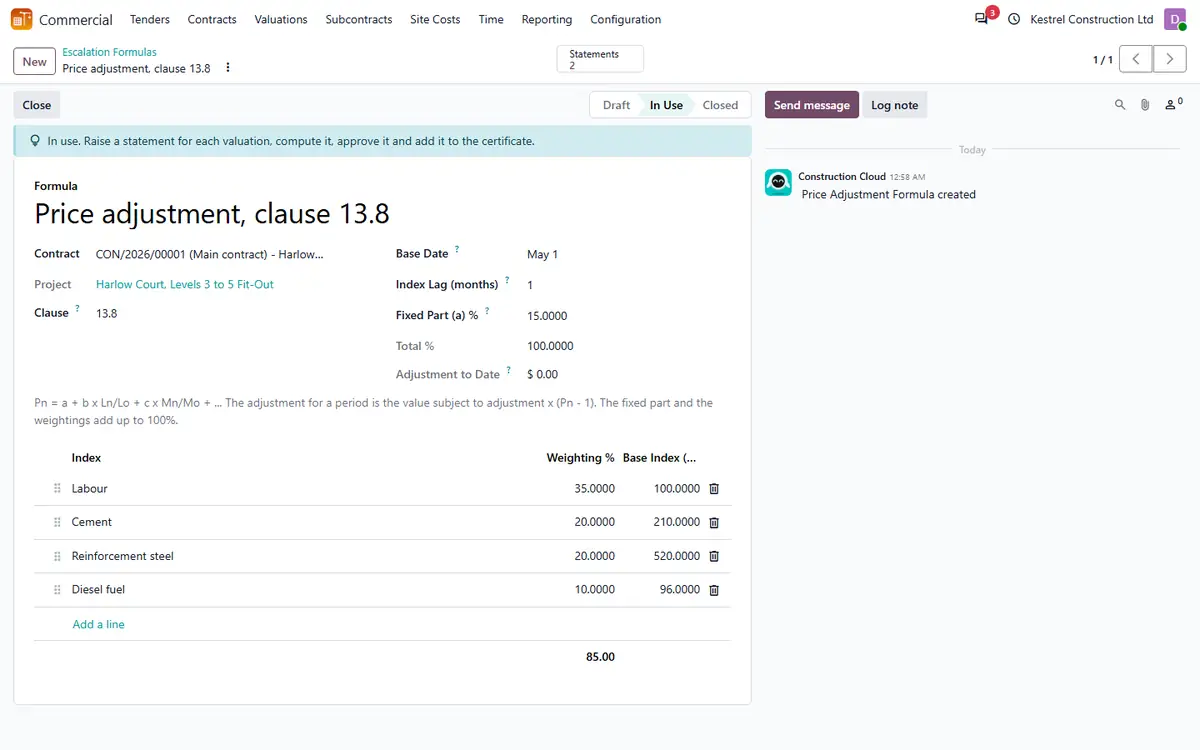 Commercial Tenders Contracts Valuations Subcontracts Site Costs Time Reporting Configuration 3 Kestrel Construction Ltd D
New Escalation Formulas
Price adjustment, clause 13.8
Statements
2
1 / 1
Close Draft In Use Closed Send message Log note 0
In use. Raise a statement for each valuation, compute it, approve it and add it to the certificate.
Today
Construction Cloud 12:58 AM
Price Adjustment Formula created
Formula
Price adjustment, clause 13.8
Contract CON/2026/00001 (Main contract) - Harlow...
Project Harlow Court, Levels 3 to 5 Fit-Out
Clause ? 13.8
Base Date ? May 1
Index Lag (months) ? 1
Fixed Part (a) % ? 15.0000
Total % 100.0000
Adjustment to Date ? $ 0.00
Pn = a + b x Ln/Lo + c x Mn/Mo + ... The adjustment for a period is the value subject to adjustment x (Pn - 1). The fixed part and the
weightings add up to 100%.
Index Weighting % Base Index (...
Labour 35.0000 100.0000
Cement 20.0000 210.0000
Reinforcement steel 20.0000 520.0000
Diesel fuel 10.0000 96.0000
Add a line
85.00